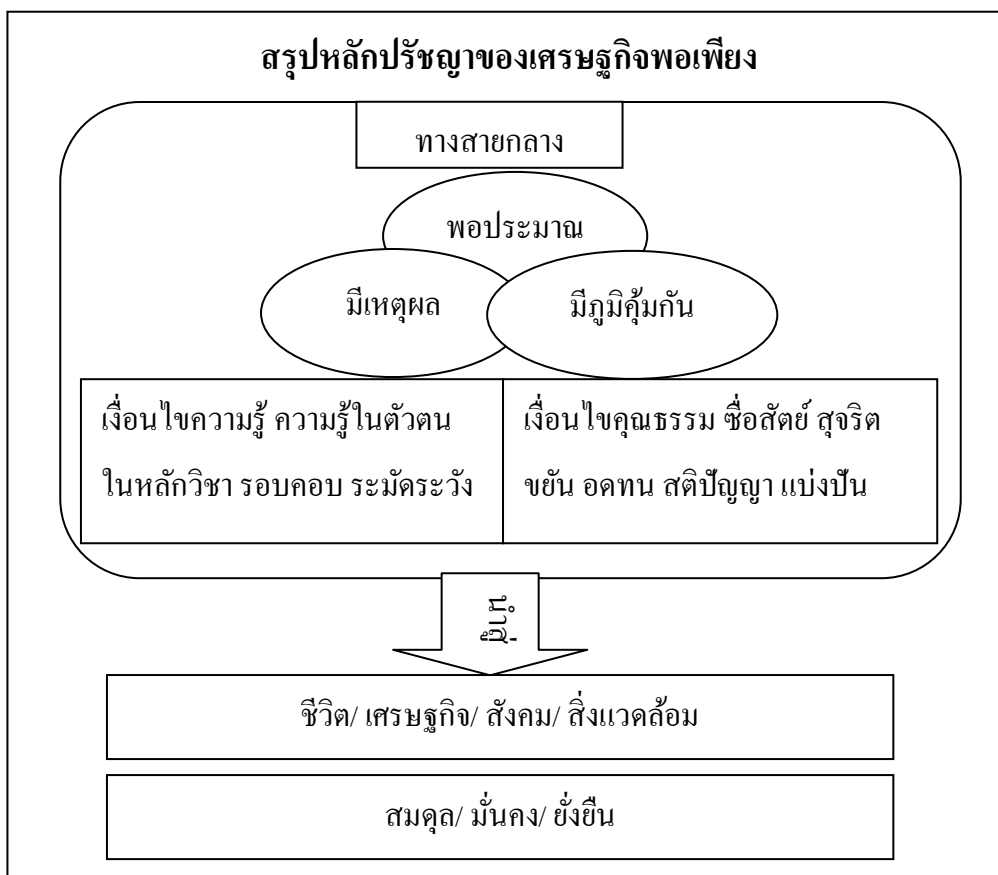 สรุปหลักปรัชญาของเศรษฐกิจพอเพียง
ทางสายกลาง
พอประมาณ
มีเหตุผล
มีภูมิคุ้มกัน
เงื่อนไขความรู้ ความรู้ในตัวตน
ในหลักวิชา รอบคอบ ระมัดระวัง
เงื่อนไขคุณธรรม ซื่อสัตย์ สุจริต
ขยัน อดทน สติปัญญา แบ่งปัน
นำสู่
ชีวิต/ เศรษฐกิจ/ สังคม/ สิ่งแวดล้อม
สมดุล/ มั่นคง/ ยั่งยืน